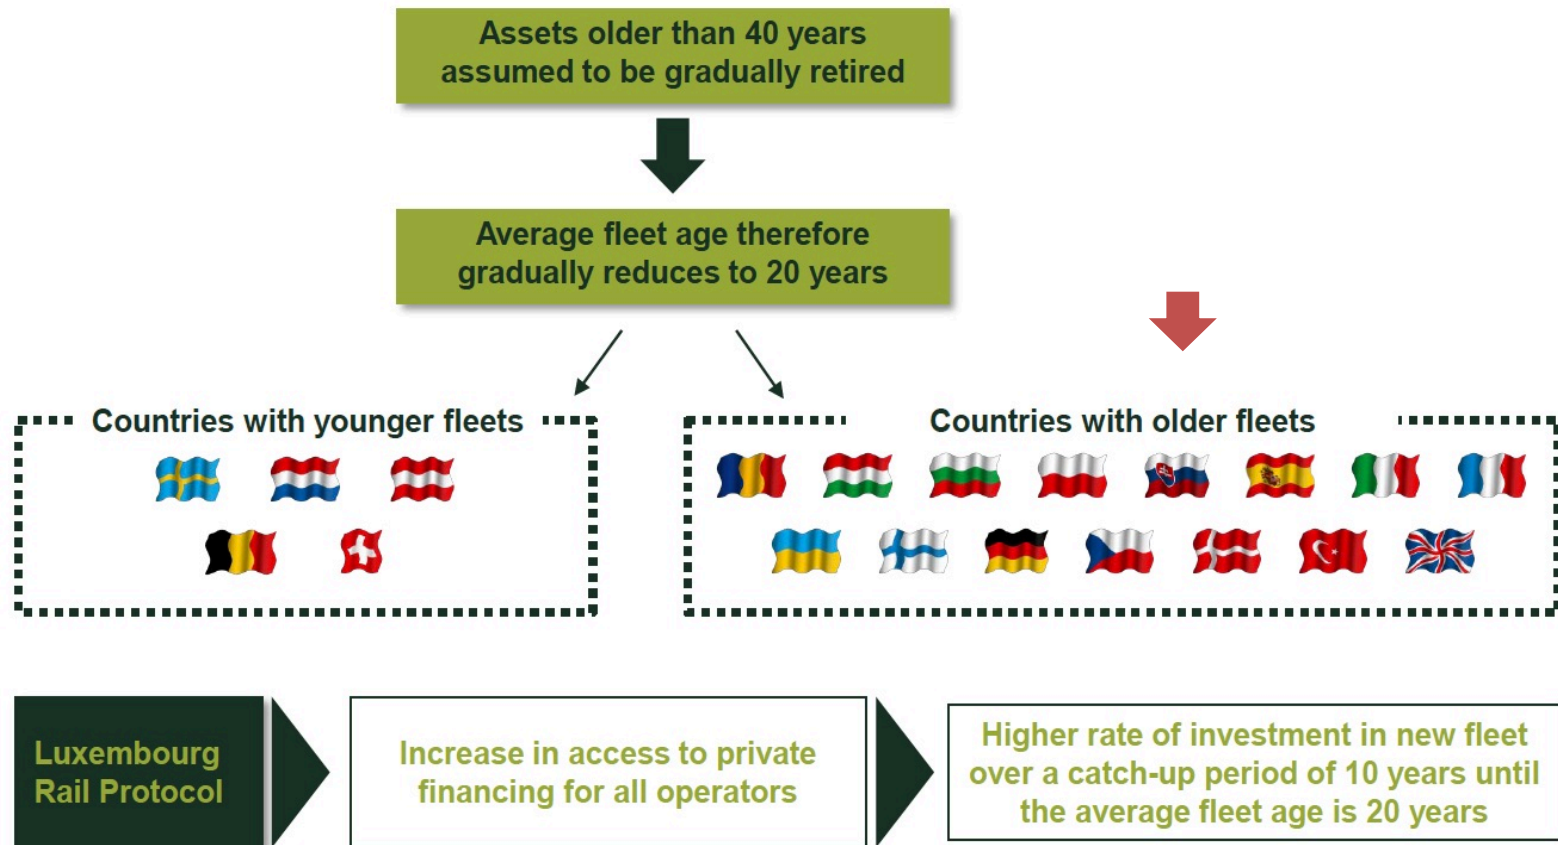 Assets older than 40 years
assumed to be gradually retired
Average fleet age therefore
gradually reduces to 20 years
Countries with younger fleets
Countries with older fleets
Luxembourg
Rail Protocol
Increase in access to private
financing for all operators
Higher rate of investment in new fleet
over a catch-up period of 10 years until
the average fleet age is 20 years